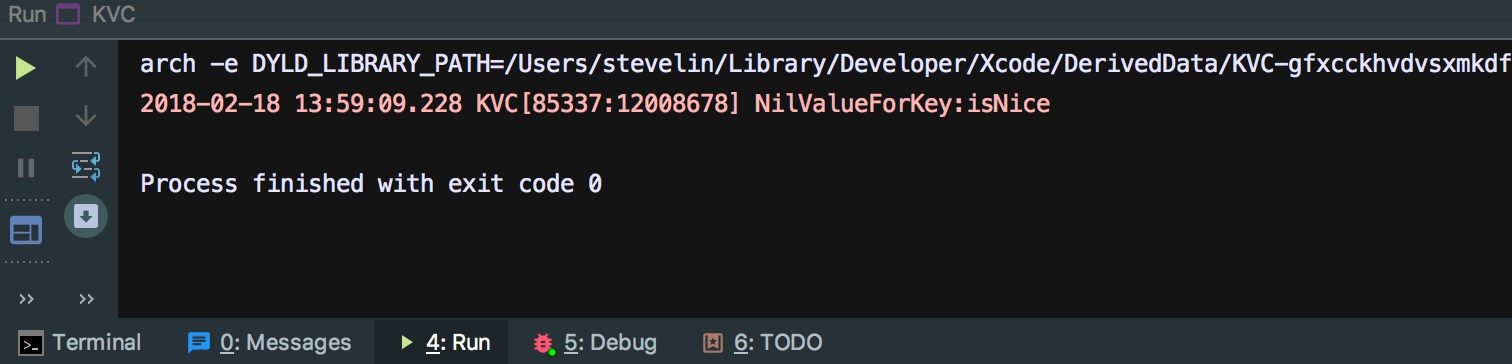 Run KVC
arch -e DYLD_LIBRARY_PATH=/Users/stevelin/Library/Developer/Xcode/DerivedData/KVC-gfxcckhvdvsxmkdf
2018-02-18 13:59:09.228 KVC[85337:12008678] NilValueForKey:isNice
Process finished with exit code 0
Terminal 0: Messages 4: Run 5: Debug 6: TODO